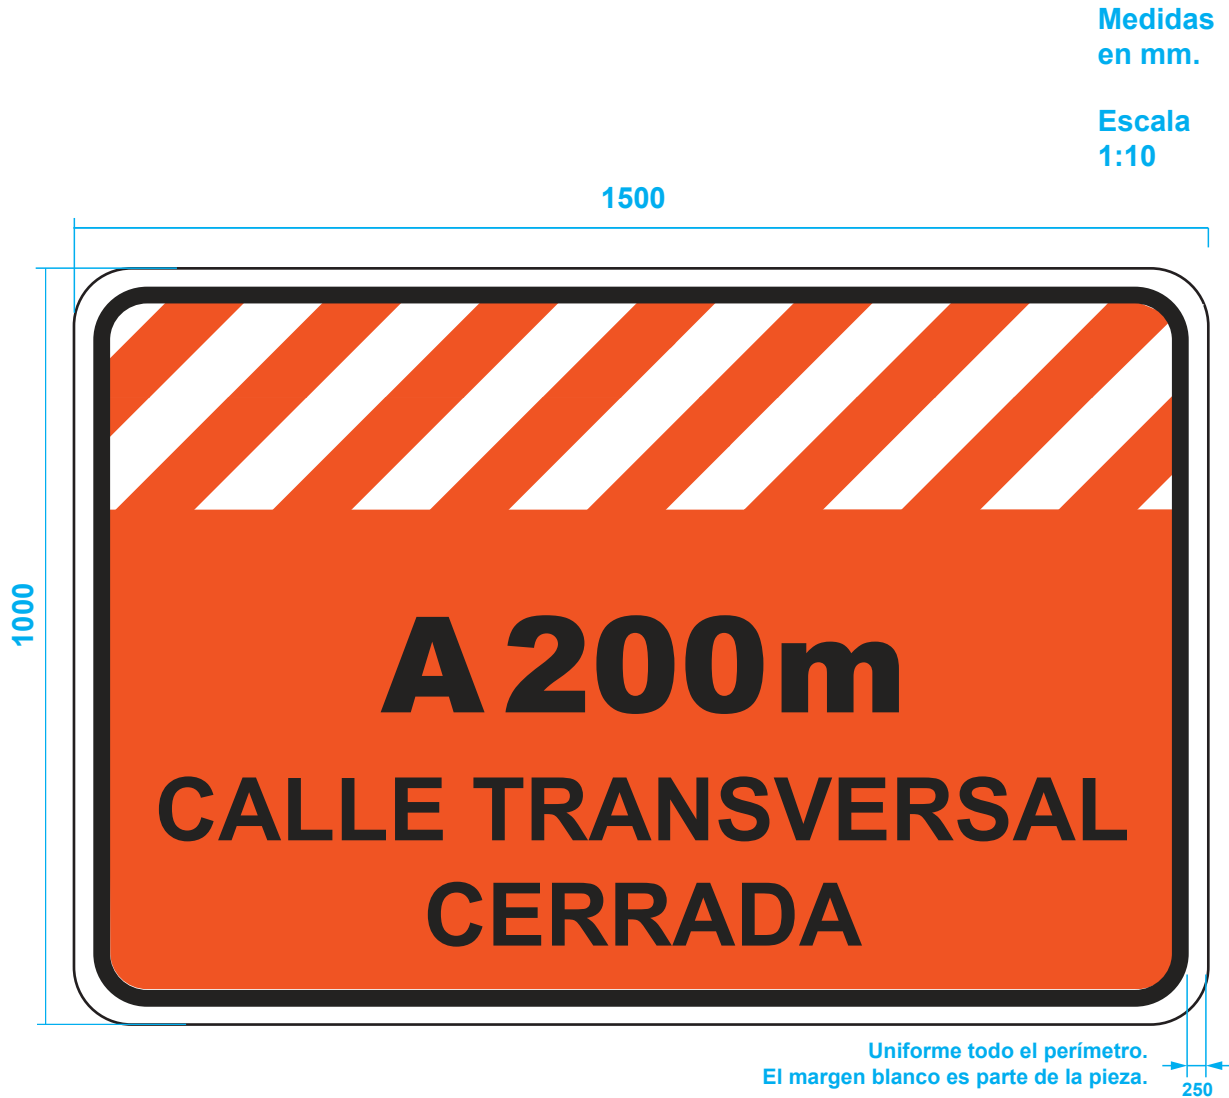 Medidas
en mm.
Escala
1:10
1500
1000
A 200 m
CALLE TRANSVERSAL
CERRADA
Uniforme todo el perímetro.
El margen blanco es parte de la pieza.
250